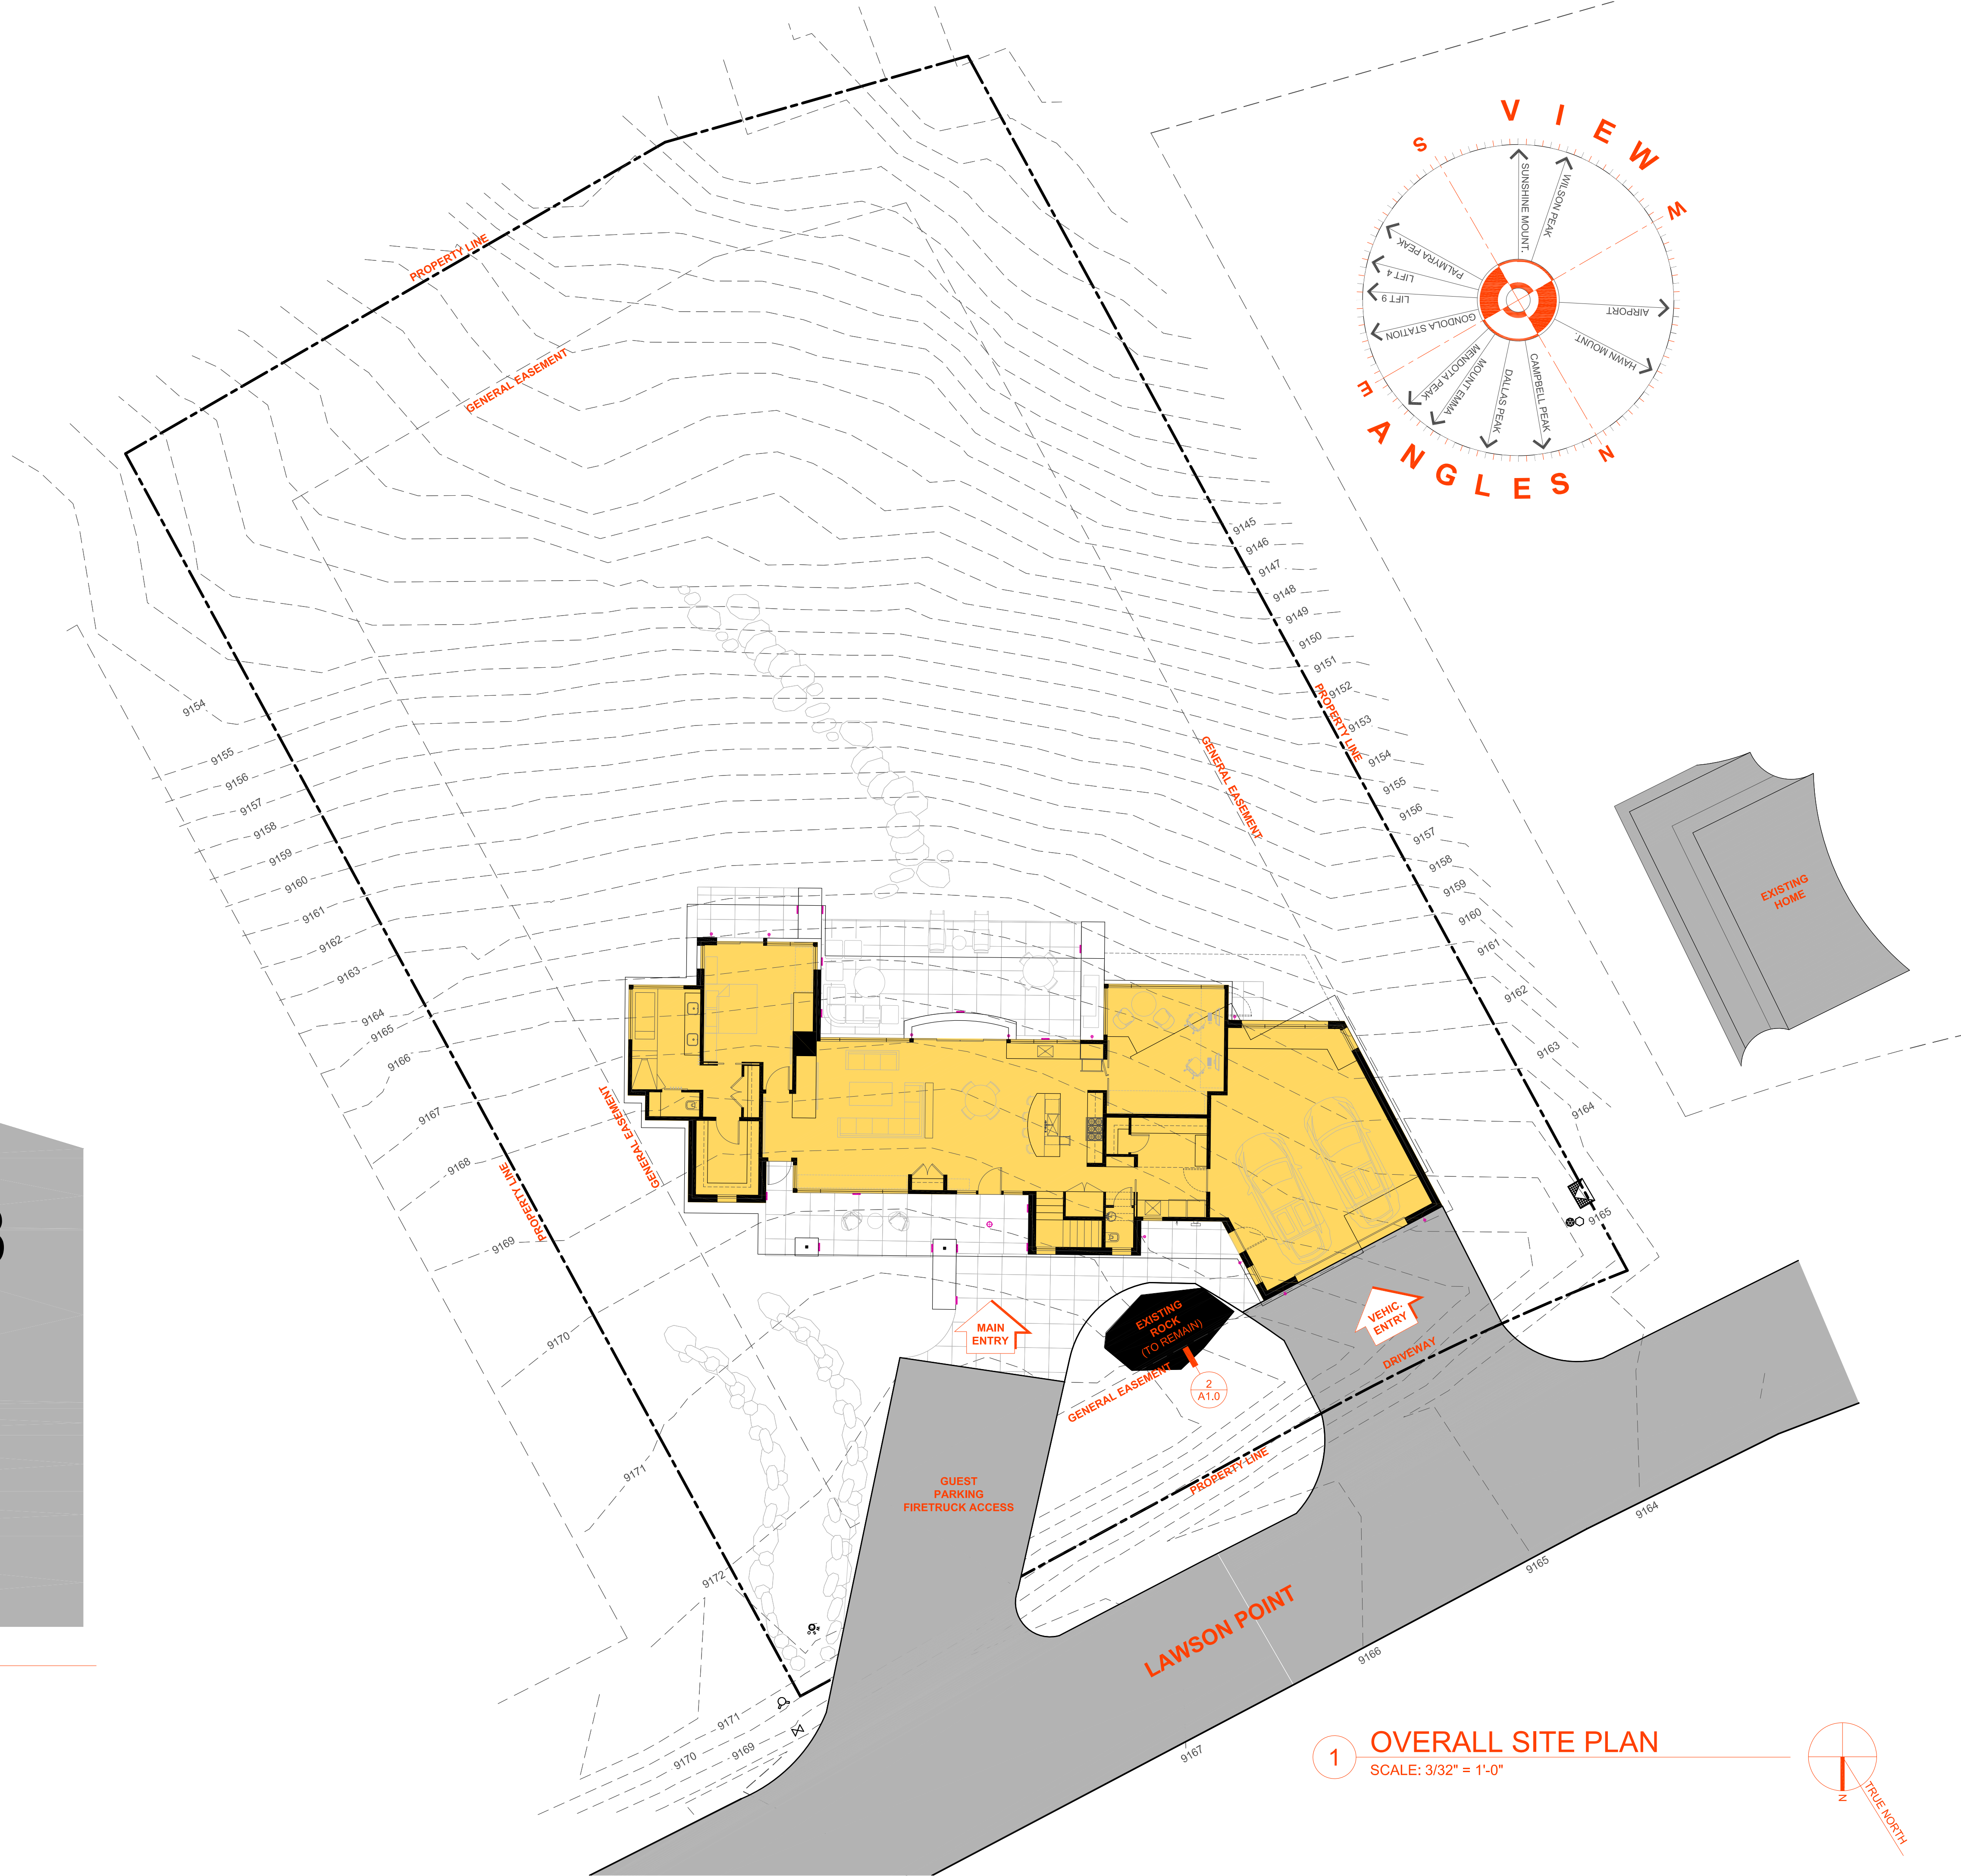 VIEW
ANGLES
S
W
E
N
SUNSHINE MOUNT.
WILSON PEAK
PALMYRA PEAK
LIFT 4
LIFT 9
GONDOLA STATION
MENDOTA PEAK
MOUNT EMMA
DALLAS PEAK
CAMPBELL PEAK
HAWN MOUNT.
AIRPORT
PROPERTY LINE
GENERAL EASEMENT
9145
9146
9147
9148
9149
9150
9151
9152
9153
9154
9155
9156
9157
9158
9159
9160
9161
9162
9163
9164
9165
PROPERTY LINE
GENERAL EASEMENT
9154
9155
9156
9157
9158
9159
9160
9161
9162
9163
9164
9165
9166
9167
9168
9169
9170
9171
9172
9171
9170
9169
GENERAL EASEMENT
PROPERTY LINE
EXISTING
HOME
MAIN
ENTRY
EXISTING
ROCK
(TO REMAIN)
VEHIC.
ENTRY
DRIVEWAY
GENERAL EASEMENT
2
A1.0
PROPERTY LINE
GUEST
PARKING
FIRETRUCK ACCESS
LAWSON POINT
9164
9165
9166
9167
1
OVERALL SITE PLAN
SCALE: 3/32" = 1'-0"
N
TRUE NORTH